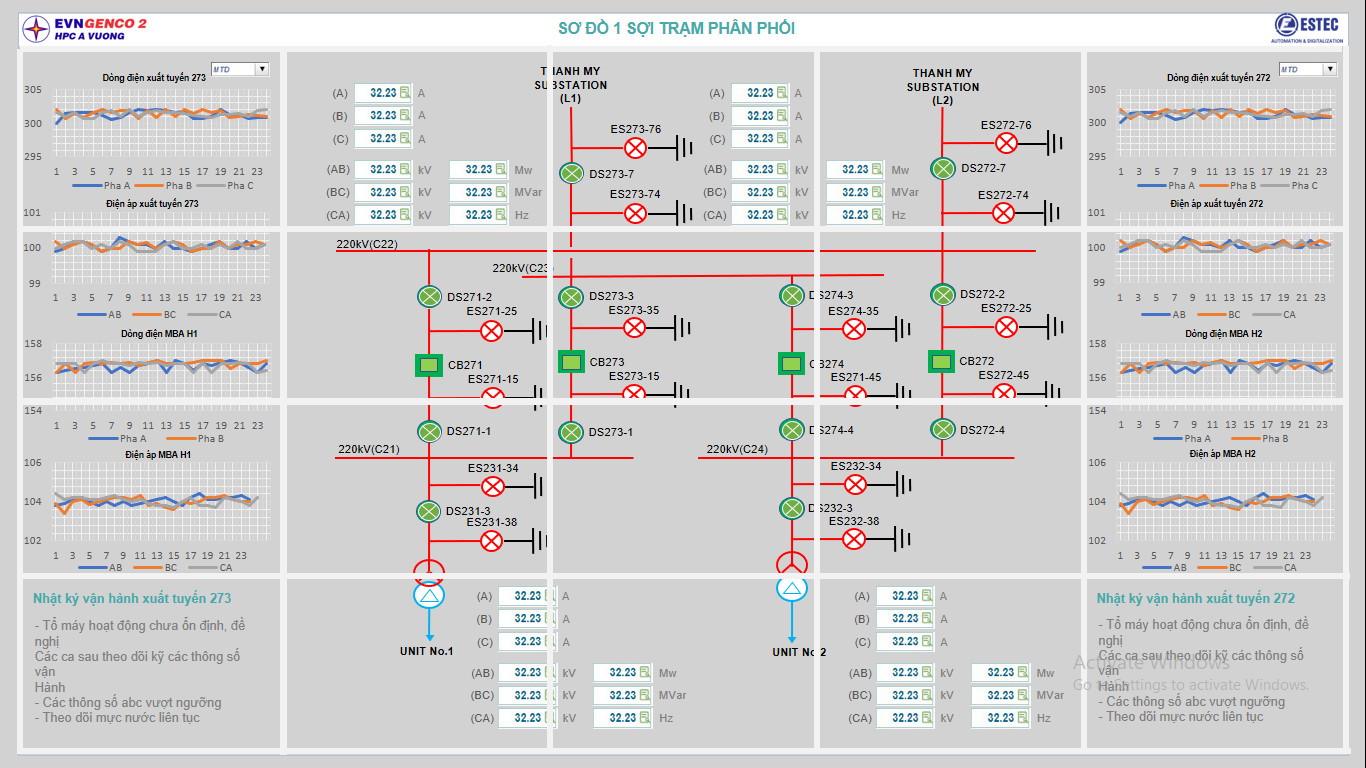 EVNGENCO 2
HPC A VUONG
SƠ ĐỒ 1 SỢI TRẠM PHÂN PHỐI
ESTEC
AUTOMATION & DIGITALIZATION
MTD
Dòng điện xuất tuyến 273
305
300
295
1 3 5 7 9 11 13 15 17 19 21 23
Pha A Pha B Pha C
Điện áp xuất tuyến 273
101
100
99
1 3 5 7 9 11 13 15 17 19 21 23
AB BC CA
Dòng điện MBA H1
158
156
154
1 3 5 7 9 11 13 15 17 19 21 23
Pha A Pha B
Điện áp MBA H1
106
104
102
1 3 5 7 9 11 13 15 17 19 21 23
AB BC CA
Nhật ký vận hành xuất tuyến 273
- Tổ máy hoạt động chưa ổn định, đề
nghị
Các ca sau theo dõi kỹ các thông số
vận
Hành
- Các thông số abc vượt ngưỡng
- Theo dõi mực nước liên tục
(A) 32.23 A
(B) 32.23 A
(C) 32.23 A
(AB) 32.23 kV 32.23 Mw
(BC) 32.23 kV 32.23 MVar
(CA) 32.23 kV 32.23 Hz
THANH MY
SUBSTATION
(L1)
ES273-76
DS273-7
ES273-74
(A) 32.23 A
(B) 32.23 A
(C) 32.23 A
(AB) 32.23 kV 32.23 Mw
(BC) 32.23 kV 32.23 MVar
(CA) 32.23 kV 32.23 Hz
THANH MY
SUBSTATION
(L2)
ES272-76
DS272-7
ES272-74
220kV(C22)
220kV(C23
DS271-2
ES271-25
CB271
ES271-15
DS271-1
DS273-3
ES273-35
CB273
ES273-15
DS273-1
DS274-3
ES274-35
CB274
ES271-45
DS274-4
DS272-2
ES272-25
CB272
ES272-45
DS272-4
220kV(C21)
220kV(C24)
ES231-34
DS231-3
ES231-38
ES232-34
DS232-3
ES232-38
UNIT No.1
(A) 32.23 A
(B) 32.23 A
(C) 32.23 A
(AB) 32.23 kV 32.23 Mw
(BC) 32.23 kV 32.23 MVar
(CA) 32.23 kV 32.23 Hz
UNIT No 2
(A) 32.23 A
(B) 32.23 A
(C) 32.23 A
(AB) 32.23 kV 32.23 Mw
(BC) 32.23 kV 32.23 MVar
(CA) 32.23 kV 32.23 Hz
MTD
Dòng điện xuất tuyến 272
305
300
295
1 3 5 7 9 11 13 15 17 19 21 23
Pha A Pha B Pha C
Điện áp xuất tuyến 272
101
100
99
1 3 5 7 9 11 13 15 17 19 21 23
AB BC CA
Dòng điện MBA H2
158
156
154
1 3 5 7 9 11 13 15 17 19 21 23
Pha A Pha B
Điện áp MBA H2
106
104
102
1 3 5 7 9 11 13 15 17 19 21 23
AB BC CA
Nhật ký vận hành xuất tuyến 272
- Tổ máy hoạt động chưa ổn định, đề
nghị
Các ca sau theo dõi kỹ các thông số
vận
Hành
- Các thông số abc vượt ngưỡng
- Theo dõi mực nước liên tục
Activate Windows
Go to Settings to activate Windows.